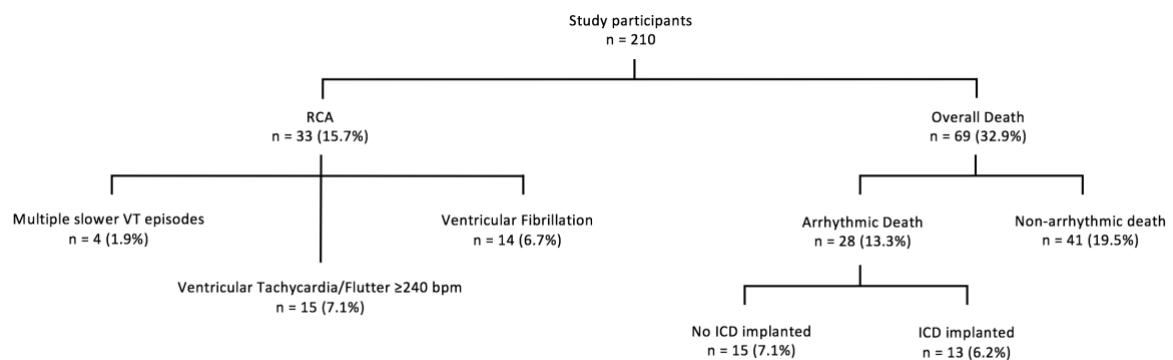 Study participants
n = 210
RCA
n = 33 (15.7%)
Overall Death
n = 69 (32.9%)
Multiple slower VT episodes
n = 4 (1.9%)
Ventricular Fibrillation
n = 14 (6.7%)
Arrhythmic Death
n = 28 (13.3%)
Non-arrhythmic death
n = 41 (19.5%)
Ventricular Tachycardia/Flutter ≥240 bpm
n = 15 (7.1%)
No ICD implanted
n = 15 (7.1%)
ICD implanted
n = 13 (6.2%)